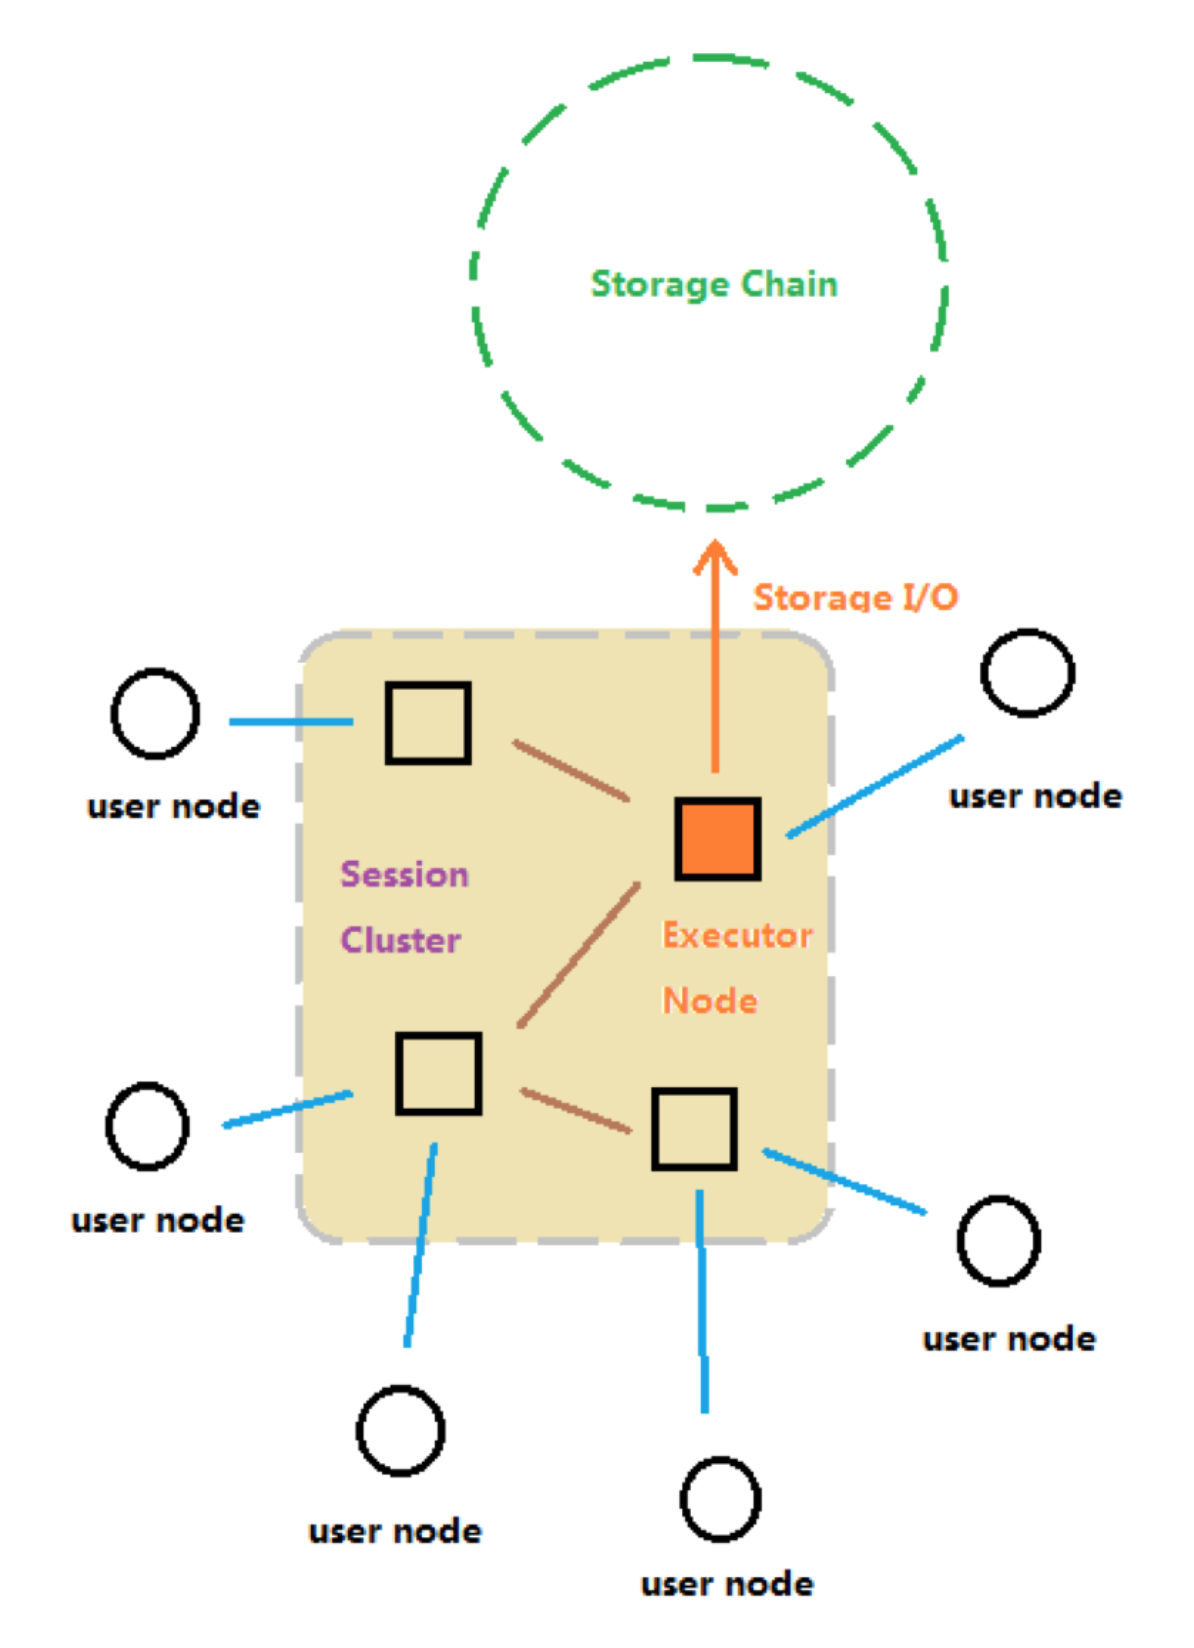 Storage Chain
Storage I/O
user node
user node
Session
Cluster
Executor
Node
user node
user node
user node
user node